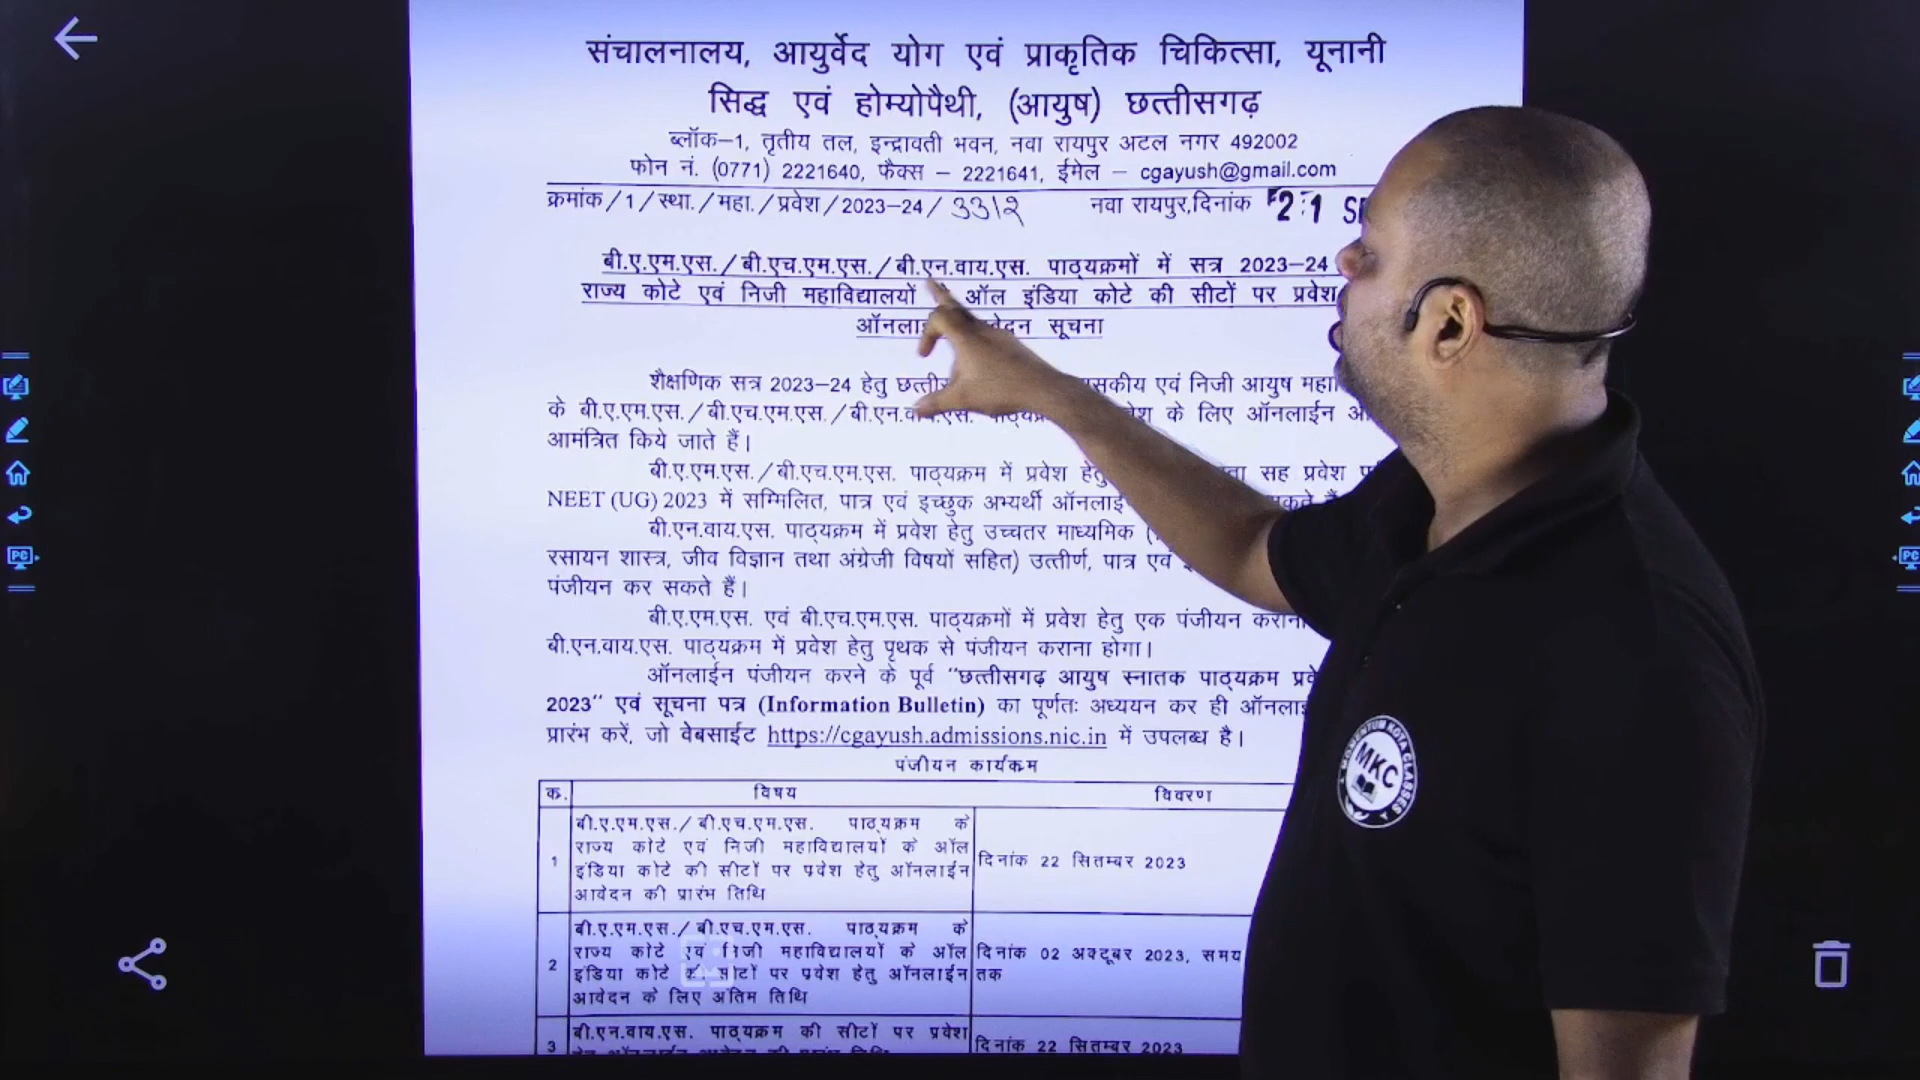 संचालनालय, आयुर्वेद योग एवं प्राकृतिक चिकित्सा, यूनानी
सिद्ध एवं होम्योपैथी, (आयुष) छत्तीसगढ़
ब्लॉक-1, तृतीय तल, इन्द्रावती भवन, नवा रायपुर अटल नगर 492002
फोन नं. (0771) 2221640, फैक्स – 2221641, ईमेल – cgayush@gmail.com
क्रमांक/1/स्था./महा./प्रवेश/2023-24/3312 नवा रायपुर,दिनांक 21
बी.ए.एम.एस./बी.एच.एम.एस./बी.एन.वाय.एस. पाठ्यक्रमों में सत्र 2023-24
राज्य कोटे एवं निजी महाविद्यालयों ऑल इंडिया कोटे की सीटों पर प्रवेश
सूचना
शैक्षणिक सत्र 2023–24 हेतु एवं निजी आयुष
के बी.ए.एम.एस./बी.एच.एम.एस./बी.एन.वाय.एस. के लिए ऑनलाईन
आमंत्रित किये जाते हैं।
बी.ए.एम.एस./बी.एच.एम.एस. पाठ्यक्रम में प्रवेश हेतु सह प्रवेश
NEET (UG) 2023 में सम्मिलित, पात्र एवं इच्छुक अभ्यर्थी
बी.एन.वाय.एस. पाठ्यक्रम में प्रवेश हेतु उच्चतर माध्यमिक
रसायन शास्त्र, जीव विज्ञान तथा अंग्रेजी विषयों सहित) उत्तीर्ण, पात्र एवं
पंजीयन कर सकते हैं।
बी.ए.एम.एस. एवं बी.एच.एम.एस. पाठ्यक्रमों में प्रवेश हेतु एक पंजीयन
बी.एन.वाय.एस. पाठ्यक्रम में प्रवेश हेतु पृथक से पंजीयन कराना होगा।
ऑनलाईन पंजीयन करने के पूर्व "छत्तीसगढ़ आयुष स्नातक पाठ्यक्रम
2023" एवं सूचना पत्र (Information Bulletin) का पूर्णतः अध्ययन कर ही
प्रारंभ करें, जो वेबसाईट https://cgayush.admissions.nic.in में उपलब्ध है।
पंजीयन कार्यक्रम
क्र. विषय विवरण
1 बी.ए.एम.एस./बी.एच.एम.एस. पाठ्यक्रम के
राज्य कोटे एवं निजी महाविद्यालयों के ऑल
इंडिया कोटे की सीटों पर प्रवेश हेतु ऑनलाईन
आवेदन की प्रारंभ तिथि
दिनांक 22 सितम्बर 2023
2 बी.ए.एम.एस./बी.एच.एम.एस. पाठ्यक्रम के
राज्य कोटे एवं निजी महाविद्यालयों के ऑल
इंडिया कोटे की सीटों पर प्रवेश हेतु ऑनलाईन
आवेदन के लिए अंतिम तिथि
दिनांक 02 अक्टूबर 2023, समय
तक
3 बी.एन.वाय.एस. पाठ्यक्रम की सीटों पर प्रवेश
दिनांक 22 सितम्बर 2023
MOMENTUM KOTA CLASSES
MKC
PC
PC